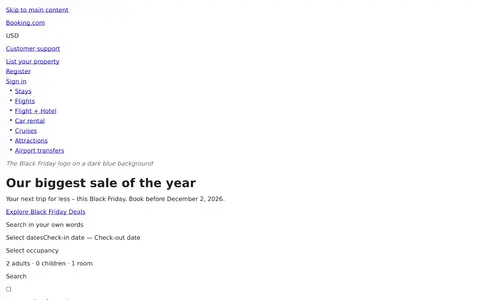 Skip to main content
Booking.com
USD
Customer support
List your property
Register
Sign in
• Stays
• Flights
• Flight + Hotel
• Car rental
• Cruises
• Attractions
• Airport transfers
The Black Friday logo on a dark blue background
Our biggest sale of the year
Your next trip for less – this Black Friday. Book before December 2, 2026.
Explore Black Friday Deals
Search in your own words
Select datesCheck-in date — Check-out date
Select occupancy
2 adults · 0 children · 1 room
Search